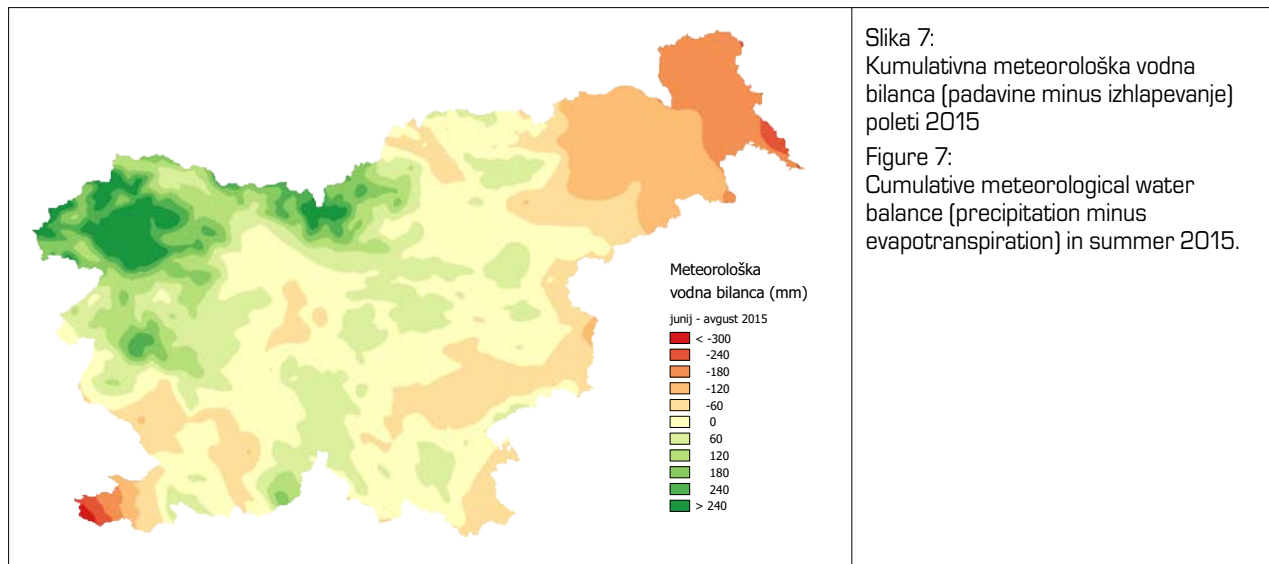 Slika 7:
Kumulativna meteorološka vodna
bilanca (padavine minus izhlapevanje)
poleti 2015
Figure 7:
Cumulative meteorological water
balance (precipitation minus
evapotranspiration) in summer 2015.
Meteorološka
vodna bilanca (mm)
junij - avgust 2015
< -300
-240
-180
-120
-60
0
60
120
180
240
> 240